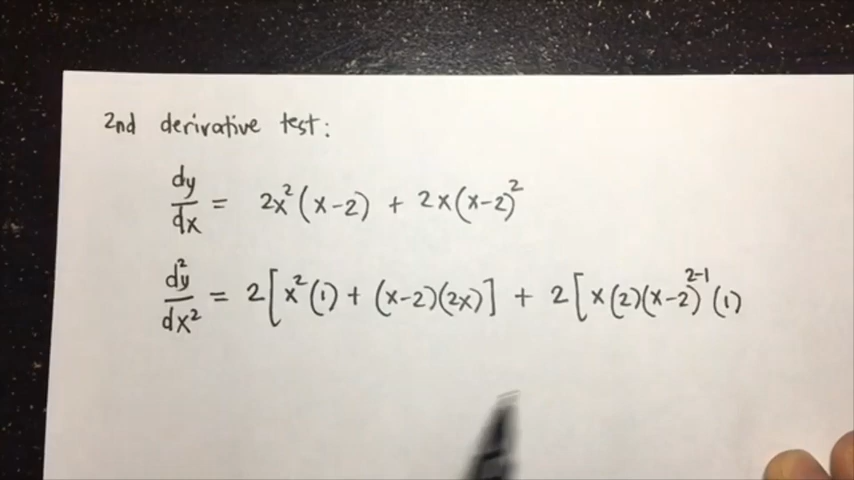 2nd derivative test:
dy/dx = 2x²(x-2) + 2x(x-2)²
d²y/dx² = 2[x²(1) + (x-2)(2x)] + 2[x(2)(x-2)²⁻¹(1)